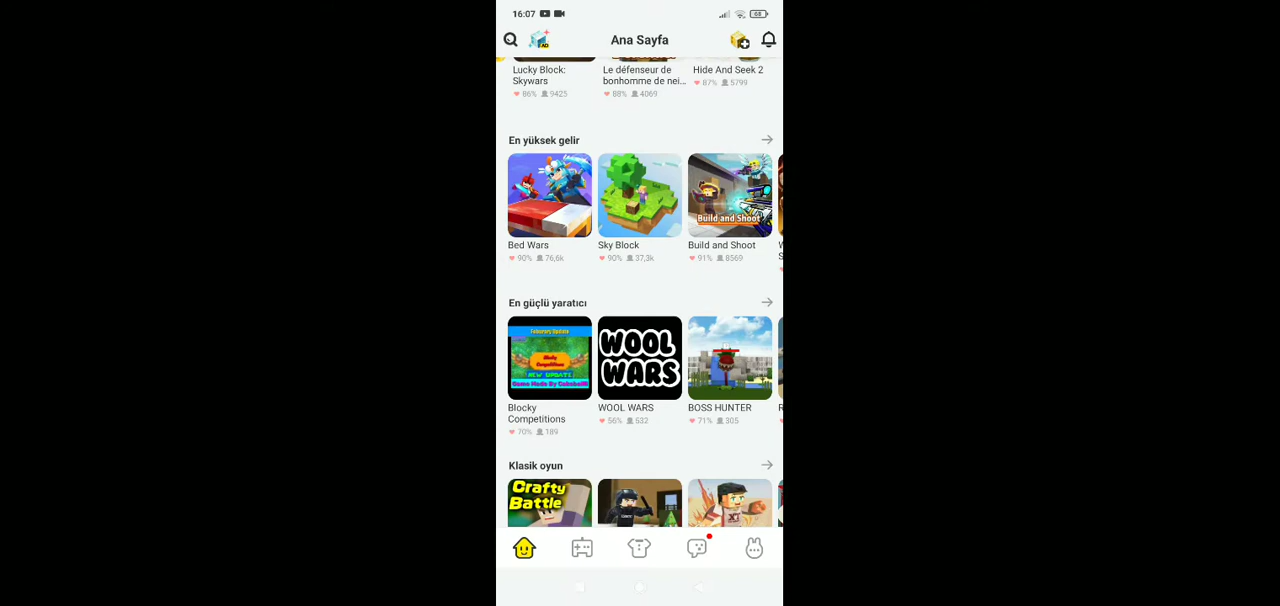 16:07
68
AD
Ana Sayfa
Lucky Block: Skywars
86% 9425
Le défenseur de bonhomme de nei...
88% 4069
Hide And Seek 2
87% 5799
En yüksek gelir
Build and Shoot
Bed Wars
90% 76,6k
Sky Block
90% 37,3k
Build and Shoot
91% 8569
En güçlü yaratıcı
NEW UPDATE
WOOL WARS
Blocky Competitions
70% 189
WOOL WARS
56% 532
BOSS HUNTER
71% 305
Klasik oyun
Crafty Battle